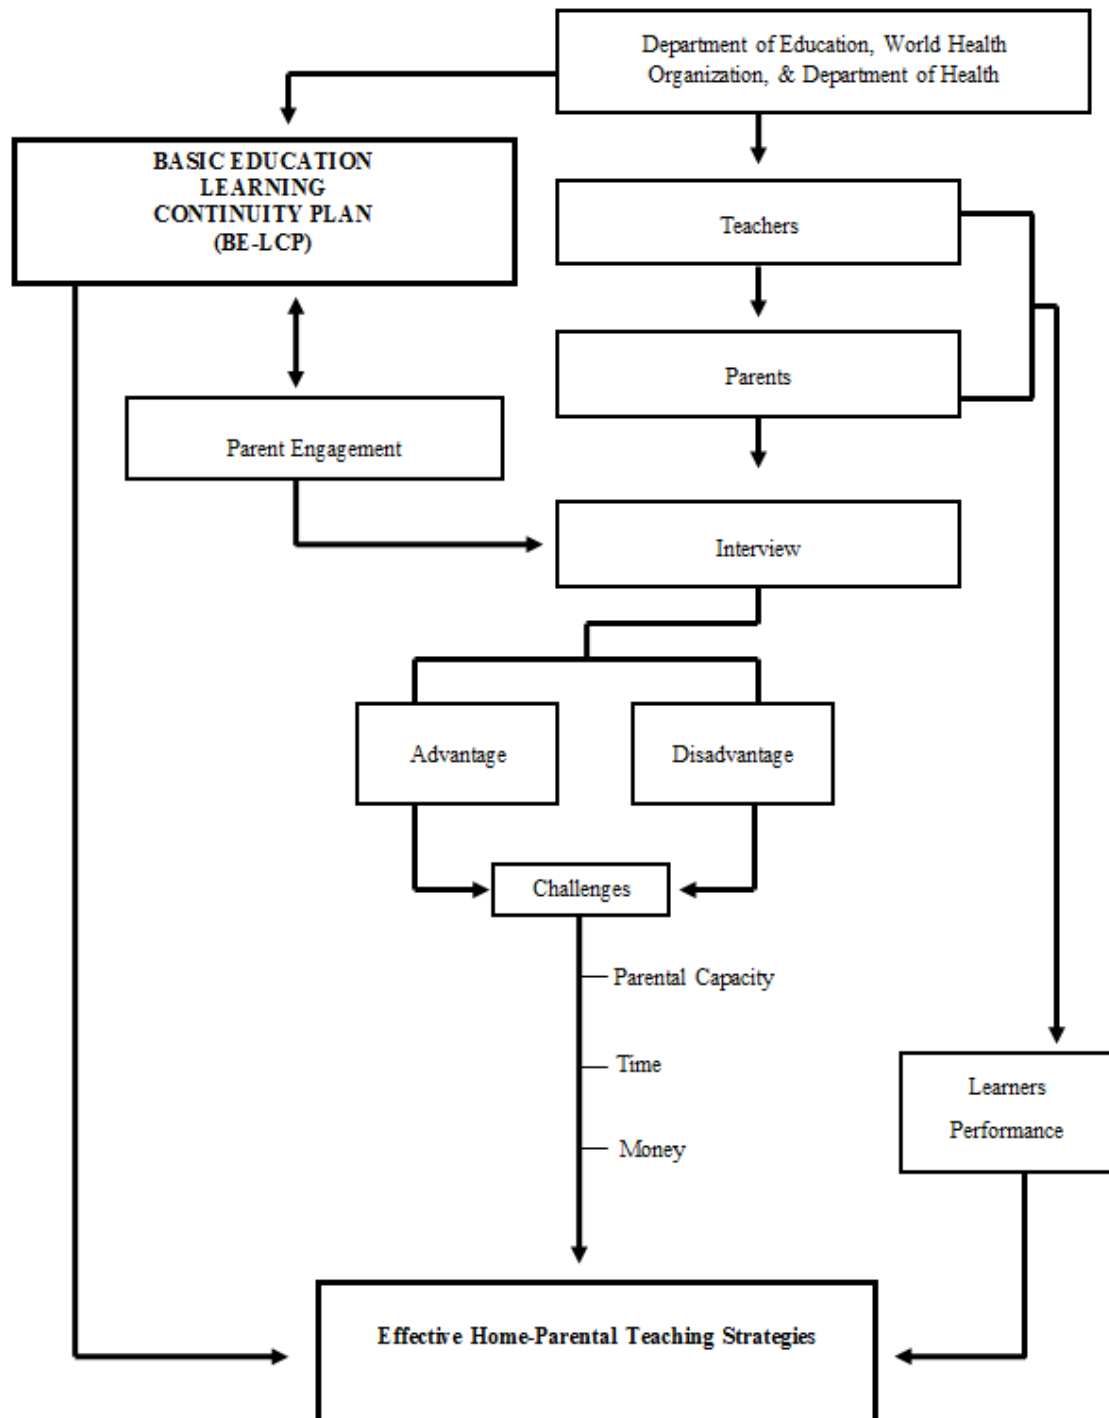 Department of Education, World Health
Organization, & Department of Health
BASIC EDUCATION
LEARNING
CONTINUITY PLAN
(BE-LCP)
Teachers
Parents
Parent Engagement
Interview
Advantage
Disadvantage
Challenges
Parental Capacity
Time
Money
Learners
Performance
Effective Home-Parental Teaching Strategies